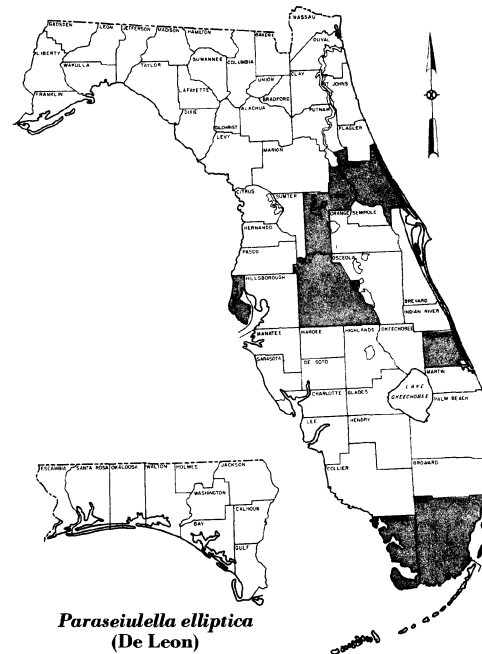 NASSAU
GADSDEN
LEON
JEFFERSON
MADISON
HAMILTON
BAKER
DUVAL
LIBERTY
WAKULLA
TAYLOR
SUWANNEE
COLUMBIA
UNION
CLAY
ST JOHNS
FRANKLIN
LAFAYETTE
BRADFORD
PUTNAM
DIXIE
GILCHRIST
ALACHUA
FLAGLER
LEVY
MARION
CITRUS
SUMTER
ORANGE
SEMINOLE
HERNANDO
PASCO
OSCEOLA
HILLSBOROUGH
BREVARD
INDIAN RIVER
MANATEE
HARDEE
HIGHLANDS
OKEECHOBEE
SARASOTA
DE SOTO
MARTIN
CHARLOTTE
GLADES
LAKE
OKEECHOBEE
PALM BEACH
LEE
HENDRY
COLLIER
BROWARD
ESCAMBIA
SANTA ROSA
OKALOOSA
WALTON
HOLMES
JACKSON
WASHINGTON
BAY
CALHOUN
GULF
Paraseiulella elliptica
(De Leon)